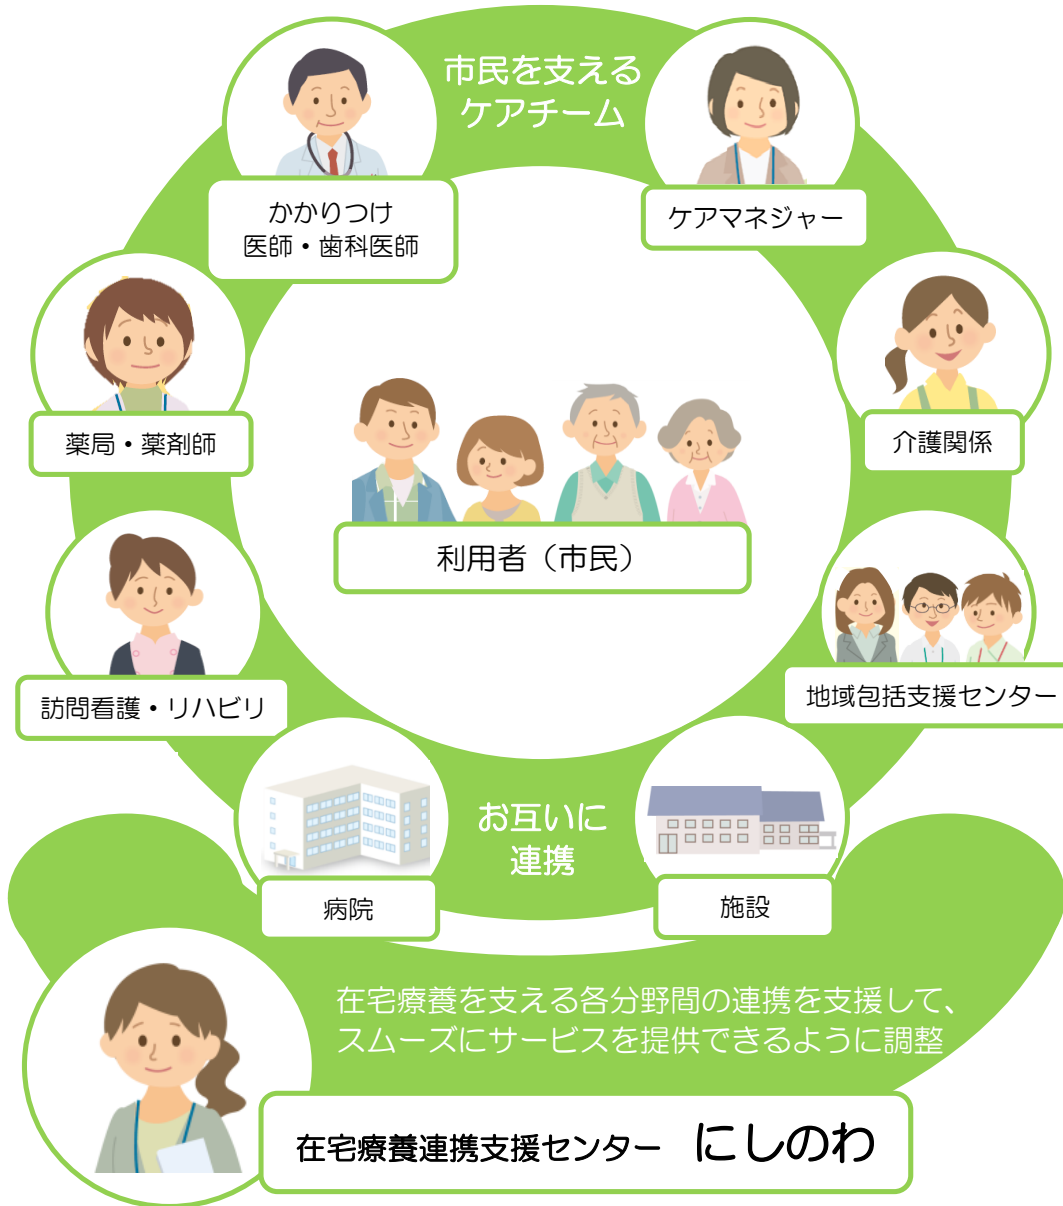 市民を支える
ケアチーム
かかりつけ
医師・歯科医師
ケアマネジャー
薬局・薬剤師
介護関係
利用者（市民）
訪問看護・リハビリ
地域包括支援センター
お互いに
連携
病院
施設
在宅療養を支える各分野間の連携を支援して、
スムーズにサービスを提供できるように調整
在宅療養連携支援センター　にしのわ